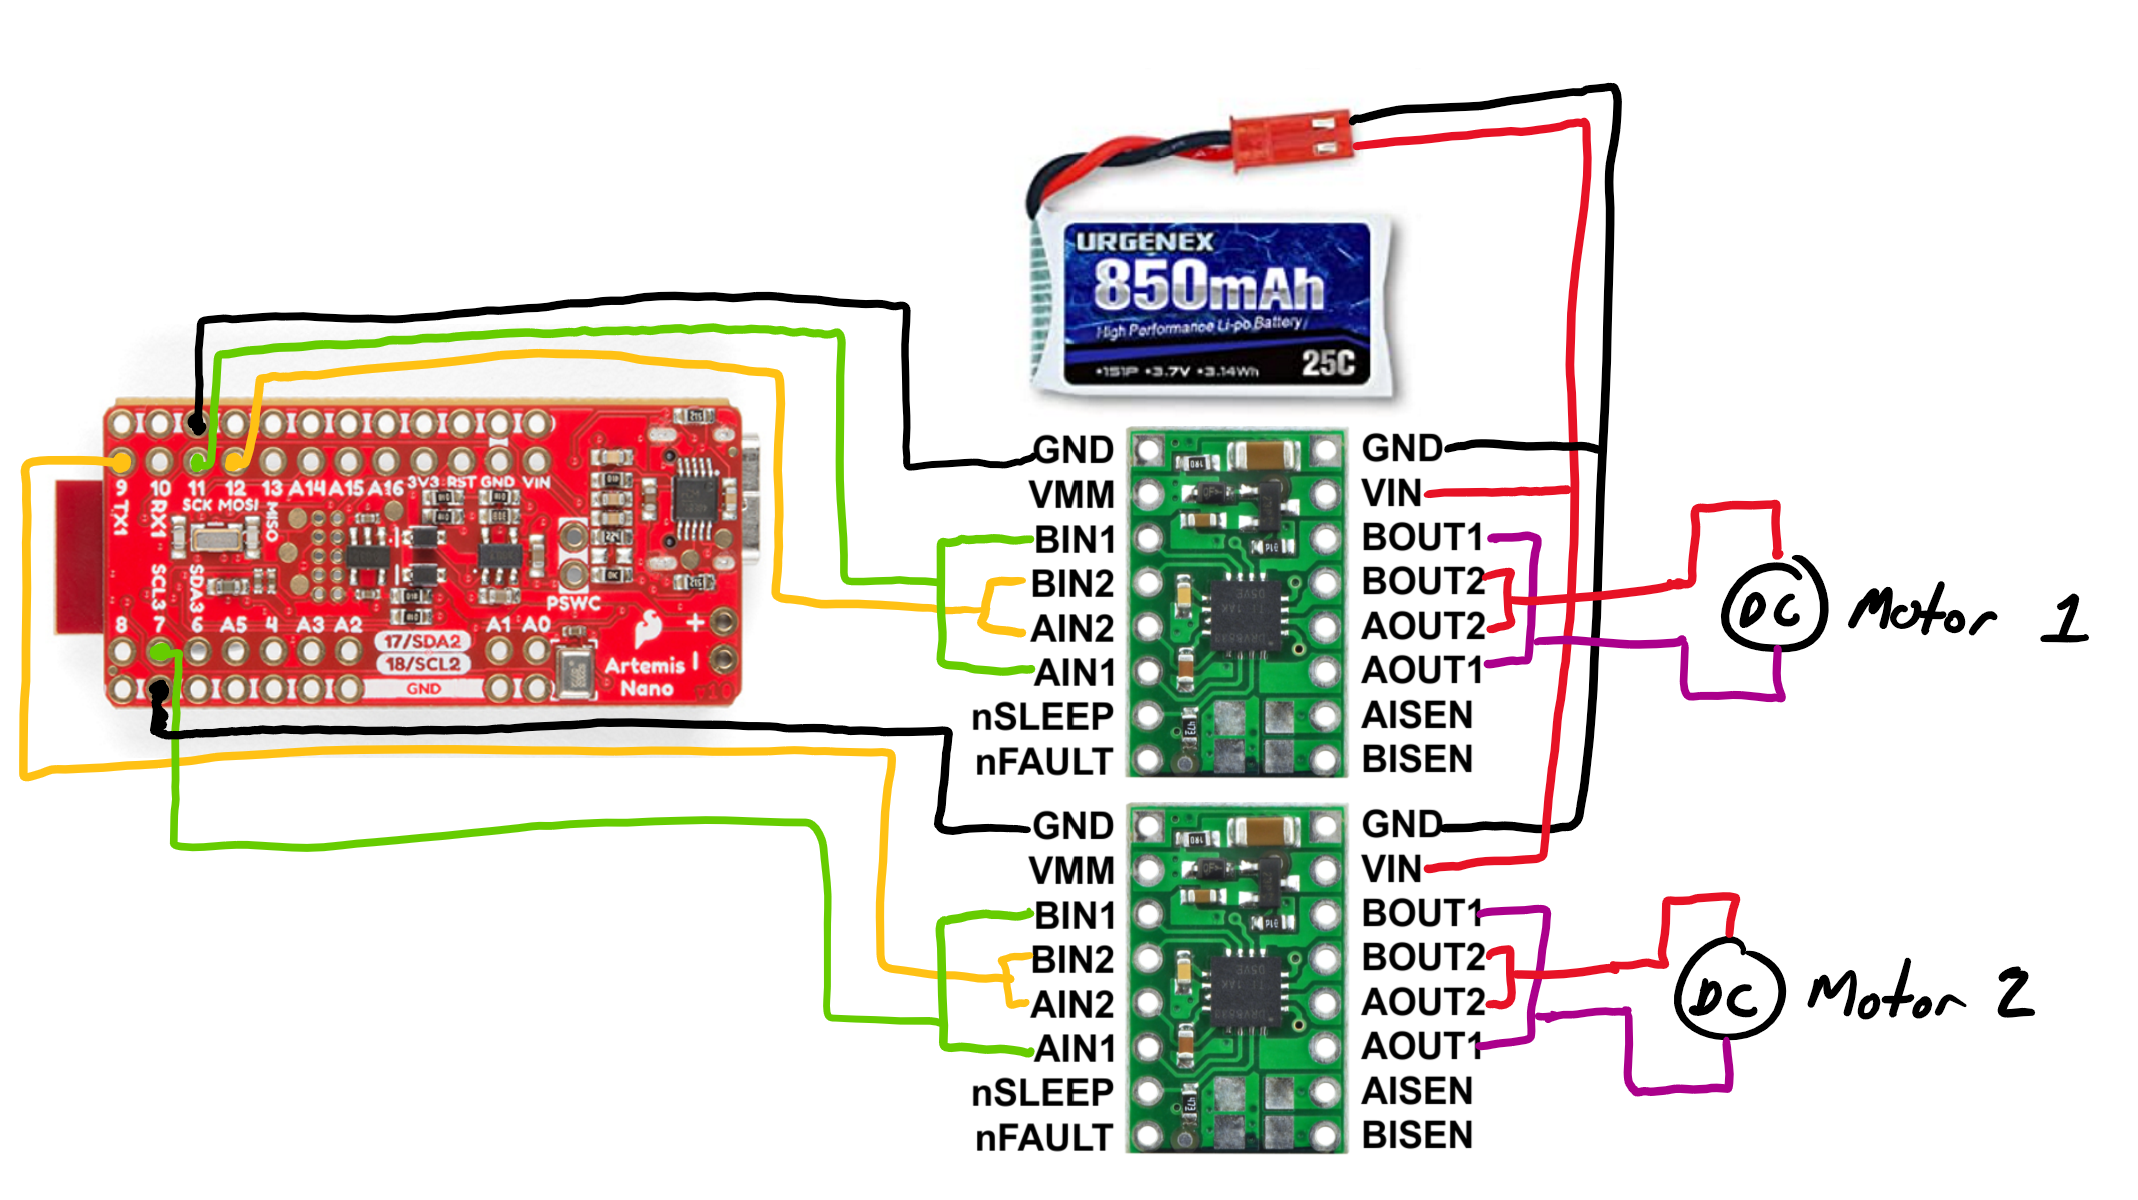 URGENEX
850mAh
High Performance Li-po Battery
25C
•1S1P •3.7V •3.14Wh
9 10 11 12 13 A14 A15 A16 3V3 RST GND VIN
TX1 RX1 SCK MOSI MISO
SCL3 SDA3
PSWC
8 7 6 A5 4 A3 A2 A1 A0
17/SDA2
18/SCL2
GND
+
-
Artemis
Nano
GND GND
VMM VIN
BIN1 BOUT1
BIN2 BOUT2
AIN2 AOUT2
AIN1 AOUT1
nSLEEP AISEN
nFAULT BISEN
DC Motor 1
GND GND
VMM VIN
BIN1 BOUT1
BIN2 BOUT2
AIN2 AOUT2
AIN1 AOUT1
nSLEEP AISEN
nFAULT BISEN
DC Motor 2